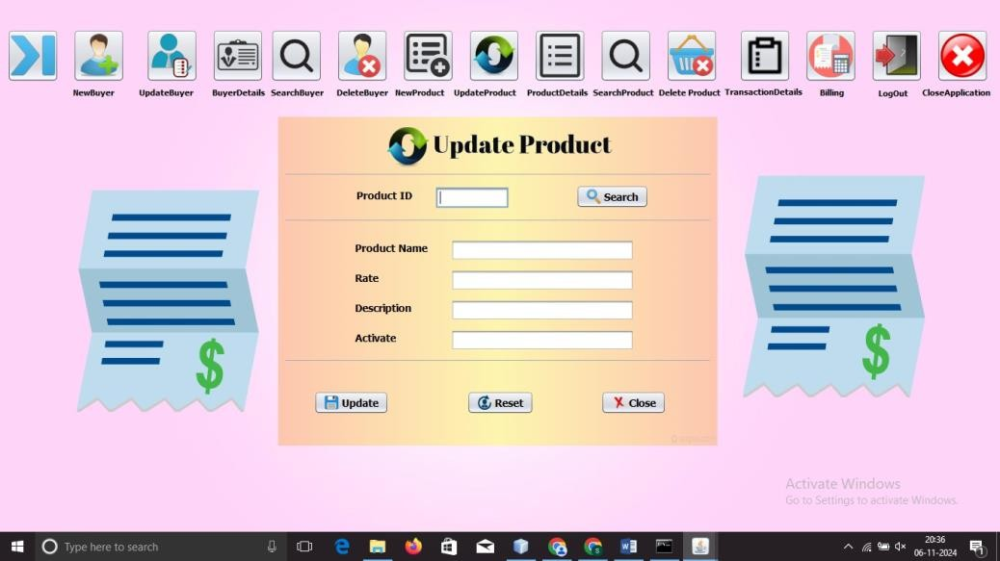 NewBuyer UpdateBuyer BuyerDetails SearchBuyer DeleteBuyer NewProduct UpdateProduct ProductDetails SearchProduct Delete Product TransactionDetails Billing LogOut CloseApplication
Update Product
Product ID Search
Product Name
Rate
Description
Activate
Update Reset Close
Activate Windows
Go to Settings to activate Windows.
Type here to search
20:36
06-11-2024